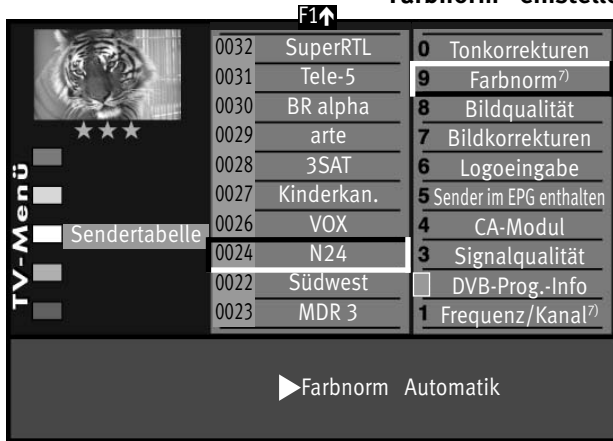 "Farbnorm" einstelle
F1↑
0032 SuperRTL
0031 Tele-5
0030 BR alpha
0029 arte
0028 3SAT
0027 Kinderkan.
0026 VOX
0024 N24
0022 Südwest
0023 MDR 3
0 Tonkorrekturen
9 Farbnorm7)
8 Bildqualität
7 Bildkorrekturen
6 Logoeingabe
5 Sender im EPG enthalten
4 CA-Modul
3 Signalqualität
DVB-Prog.-Info
1 Frequenz/Kanal7)
TV-Menü
Sendertabelle
Farbnorm Automatik